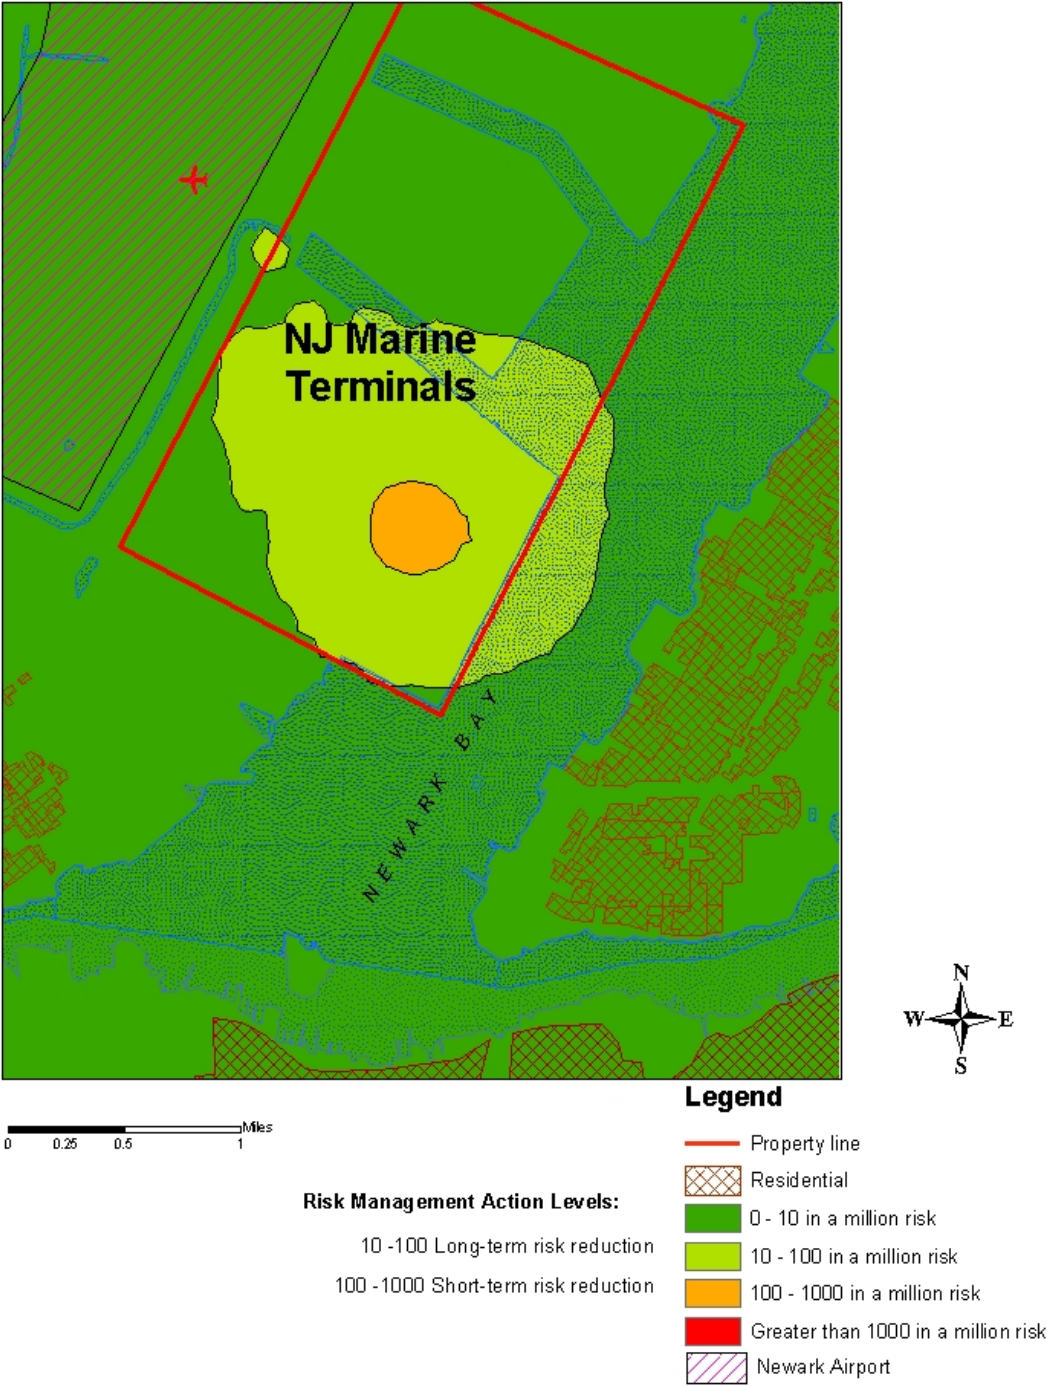 NJ Marine
Terminals
NEWARK BAY
N
W E
S
Miles
0 0.25 0.5 1
Legend
Property line
Residential
0 - 10 in a million risk
10 - 100 in a million risk
100 - 1000 in a million risk
Greater than 1000 in a million risk
Newark Airport
Risk Management Action Levels:
10 -100 Long-term risk reduction
100 -1000 Short-term risk reduction